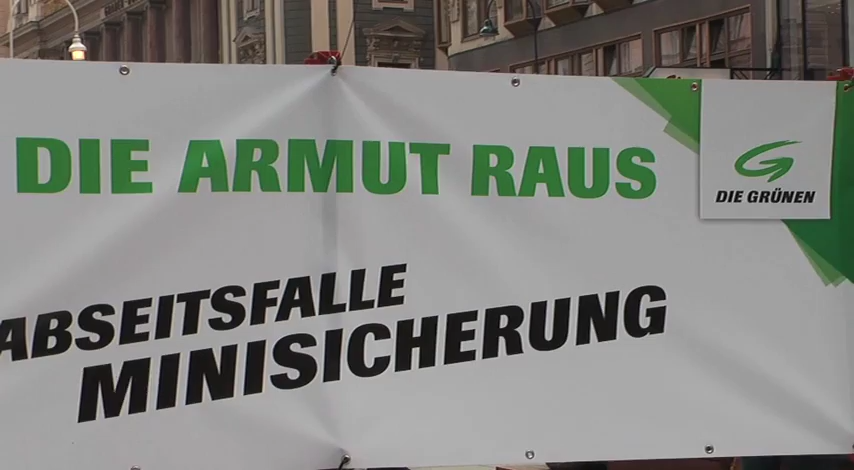 DIE ARMUT RAUS
DIE GRÜNEN
ABSEITSFALLE
MINISICHERUNG